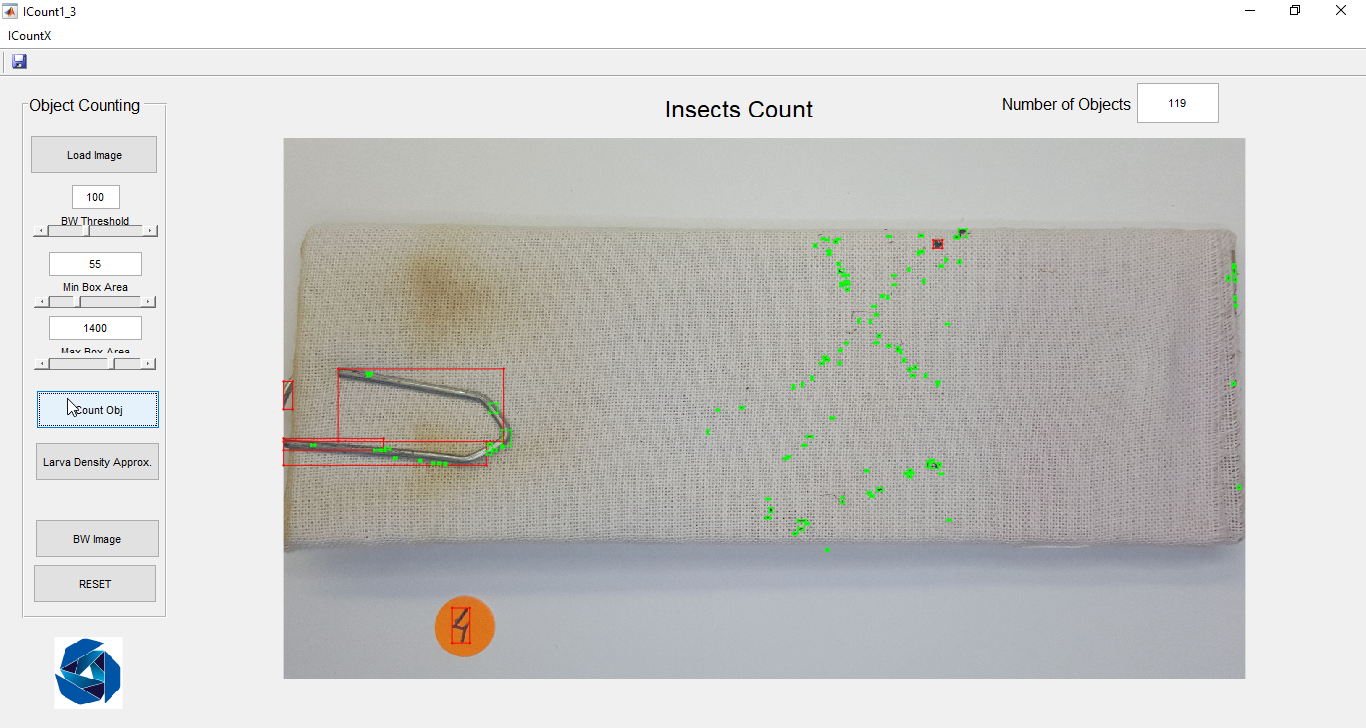 ICount1_3
ICountX
Object Counting
Load Image
100
BW Threshold
55
Min Box Area
1400
Max Box Area
Count Obj
Larva Density Approx.
BW Image
RESET
Insects Count
Number of Objects 119
4